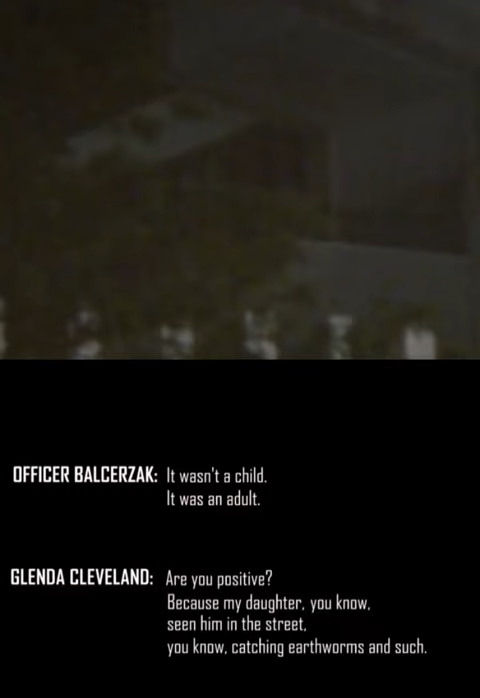 OFFICER BALCERZAK: It wasn't a child.
It was an adult.
GLENDA CLEVELAND: Are you positive?
Because my daughter, you know,
seen him in the street,
you know, catching earthworms and such.